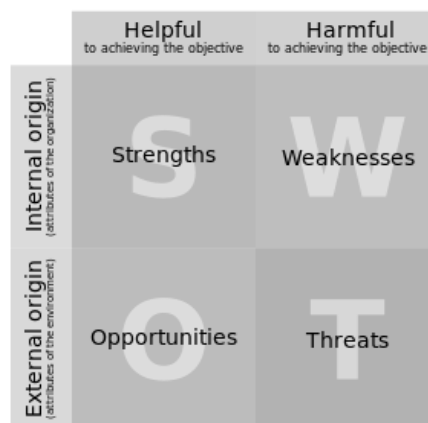 Helpful
to achieving the objective
Harmful
to achieving the objective
Internal origin
(attributes of the organization)
S
Strengths
W
Weaknesses
External origin
(attributes of the environment)
O
Opportunities
T
Threats